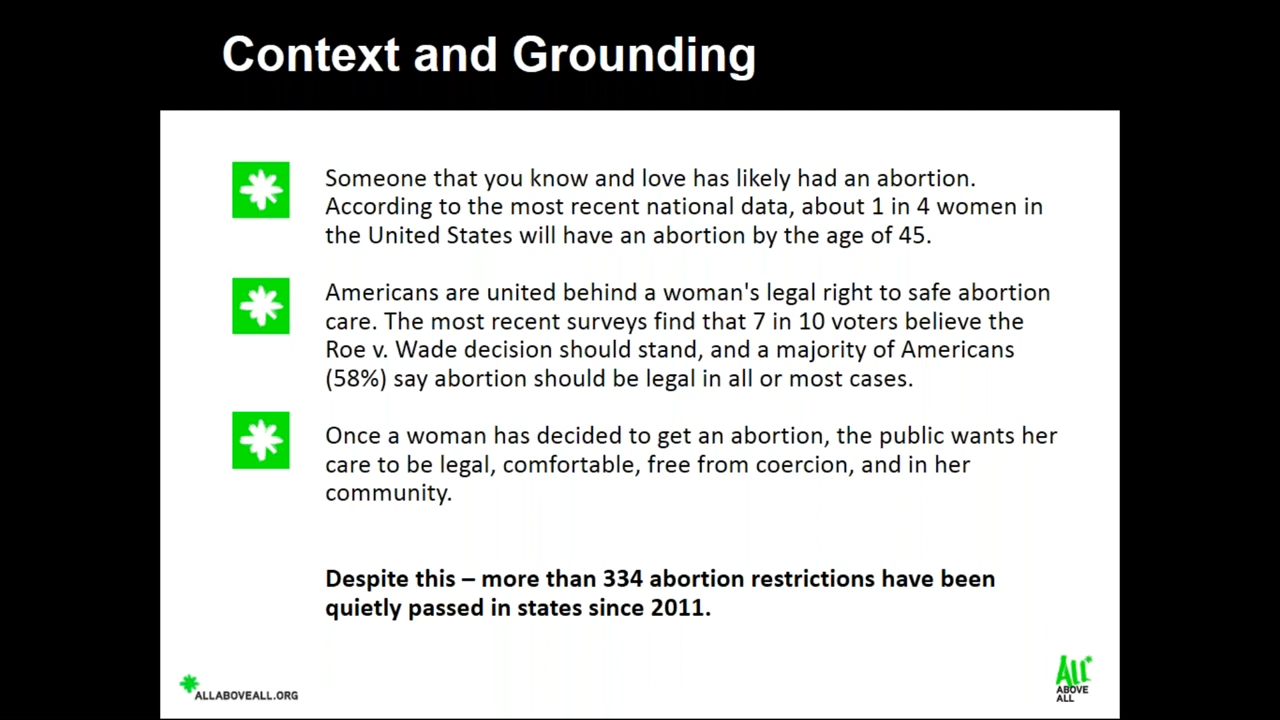 Context and Grounding
Someone that you know and love has likely had an abortion.
According to the most recent national data, about 1 in 4 women in
the United States will have an abortion by the age of 45.
Americans are united behind a woman's legal right to safe abortion
care. The most recent surveys find that 7 in 10 voters believe the
Roe v. Wade decision should stand, and a majority of Americans
(58%) say abortion should be legal in all or most cases.
Once a woman has decided to get an abortion, the public wants her
care to be legal, comfortable, free from coercion, and in her
community.
Despite this – more than 334 abortion restrictions have been
quietly passed in states since 2011.
ALLABOVEALL.ORG
All
ABOVE
ALL